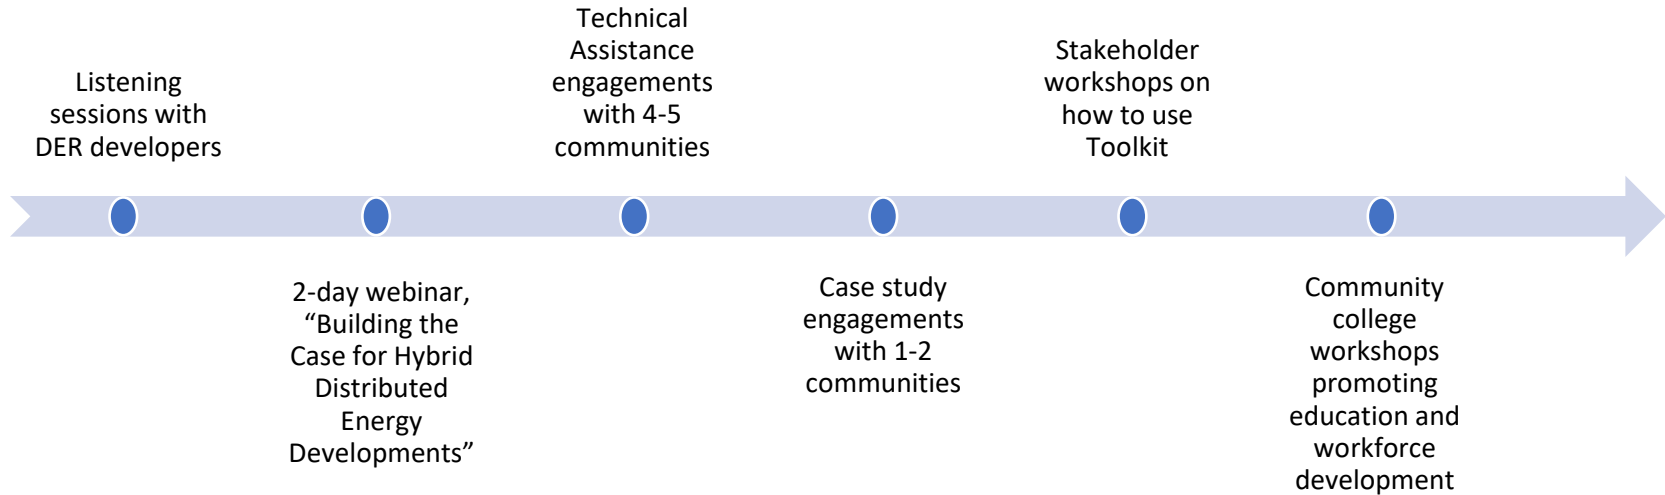 Listening
sessions with
DER developers
2-day webinar,
“Building the
Case for Hybrid
Distributed
Energy
Developments”
Technical
Assistance
engagements
with 4-5
communities
Case study
engagements
with 1-2
communities
Stakeholder
workshops on
how to use
Toolkit
Community
college
workshops
promoting
education and
workforce
development